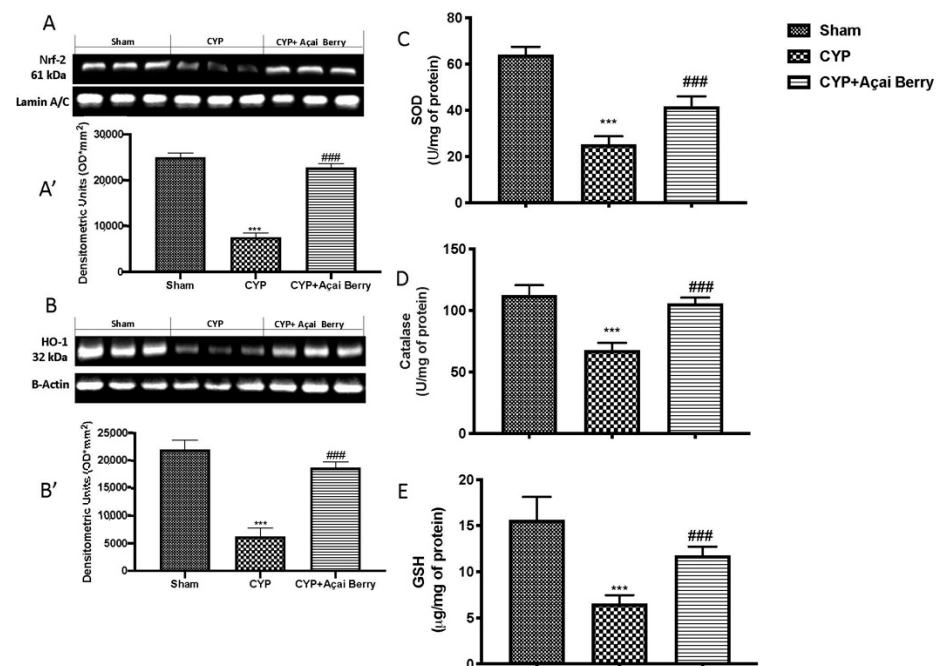 A
Sham CYP CYP+ Açai Berry
Nrf-2
61 kDa
Lamin A/C
A’
Densitometric Units (OD*mm²)
30000
20000
10000
0
***
###
Sham CYP CYP+Açai Berry
B
Sham CYP CYP+ Açai Berry
HO-1
32 kDa
B-Actin
B’
Densitometric Units (OD*mm²)
25000
20000
15000
10000
5000
0
***
###
Sham CYP CYP+Açai Berry
C
SOD
(U/mg of protein)
80
60
40
20
0
***
###
Sham
CYP
CYP+Açai Berry
D
Catalase
(U/mg of protein)
150
100
50
0
***
###
E
GSH
(µg/mg of protein)
20
15
10
5
0
***
###